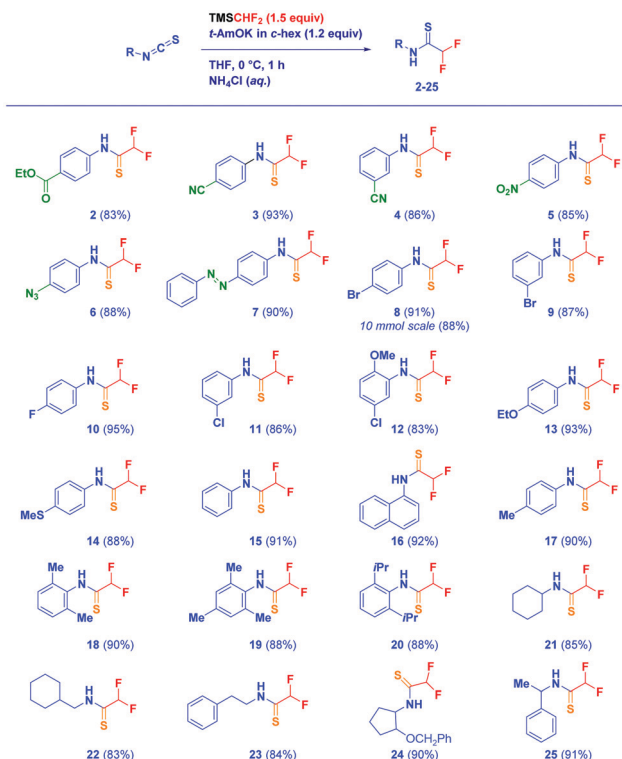 TMSCHF2 (1.5 equiv)
t-AmOK in c-hex (1.2 equiv)
THF, 0 °C, 1 h
NH4Cl (aq.)
R N C S
R N H S F F
2-25
EtO O H N S F F
NC H N S F F
CN H N S F F
O2N H N S F F
2 (83%)
3 (93%)
4 (86%)
5 (85%)
N3 H N S F F
N N H N S F F
Br H N S F F
Br H N S F F
6 (88%)
7 (90%)
8 (91%)
9 (87%)
10 mmol scale (88%)
F H N S F F
Cl H N S F F
OMe Cl H N S F F
EtO H N S F F
10 (95%)
11 (86%)
12 (83%)
13 (93%)
MeS H N S F F
H N S F F
H N S F F
Me H N S F F
14 (88%)
15 (91%)
16 (92%)
17 (90%)
Me Me H N S F F
Me Me Me H N S F F
iPr iPr H N S F F
H N S F F
18 (90%)
19 (88%)
20 (88%)
21 (85%)
H N S F F
H N S F F
S F F N H OCH2Ph
Me H N S F F
22 (83%)
23 (84%)
24 (90%)
25 (91%)